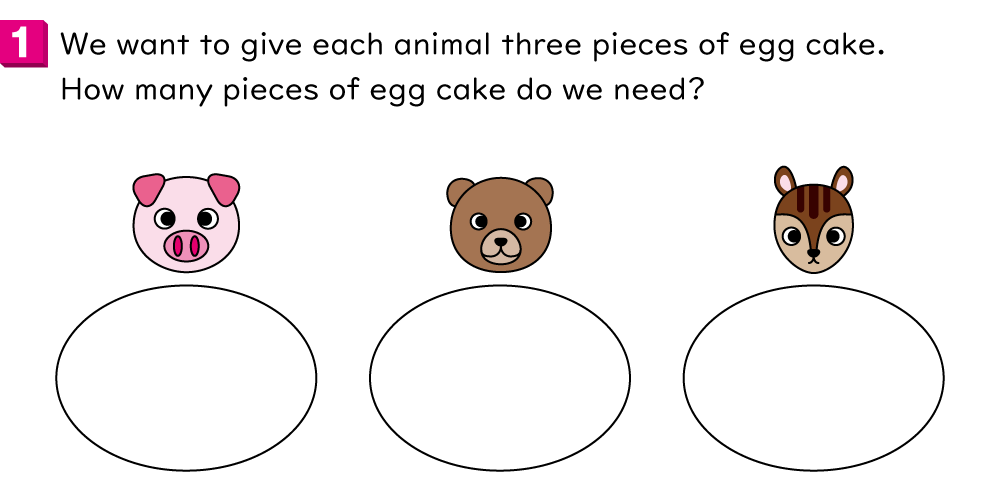 1 We want to give each animal three pieces of egg cake.
How many pieces of egg cake do we need?